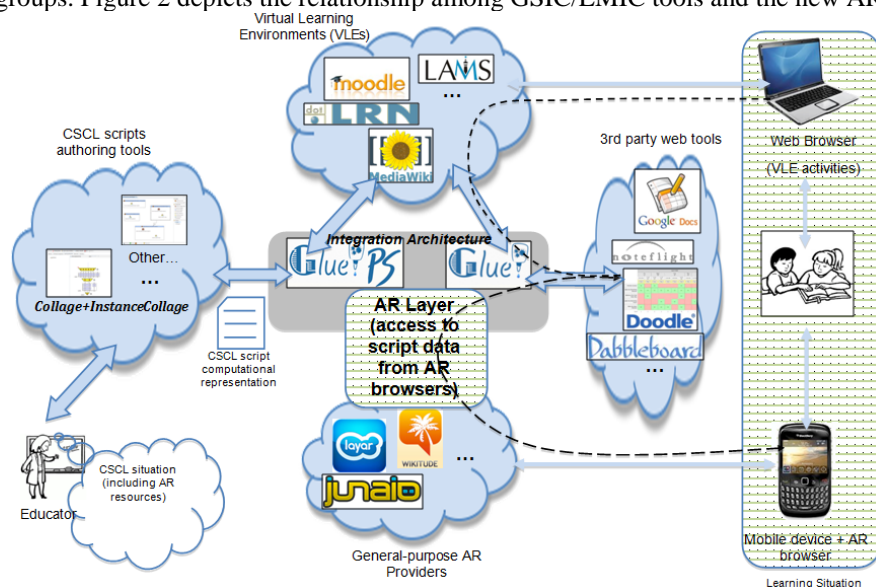 groups. Figure 2 depicts the relationship among GSIC/EMIC tools and the new AR
Virtual Learning
Environments (VLEs)
moodle
LAMS
...
dot
LRN
MediaWiki
CSCL scripts
authoring tools
Other...
...
Collage+InstanceCollage
3rd party web tools
Google Docs
noteflight
Doodle
Dabbleboard
...
Web Browser
(VLE activities)
Integration Architecture
Glue! PS
Glue!
AR Layer
(access to
script data
from AR
browsers)
CSCL script
computational
representation
Educator
CSCL situation
(including AR
resources)
layar
WIKITUDE
...
junaio
General-purpose AR
Providers
Mobile device + AR
browser
Learning Situation